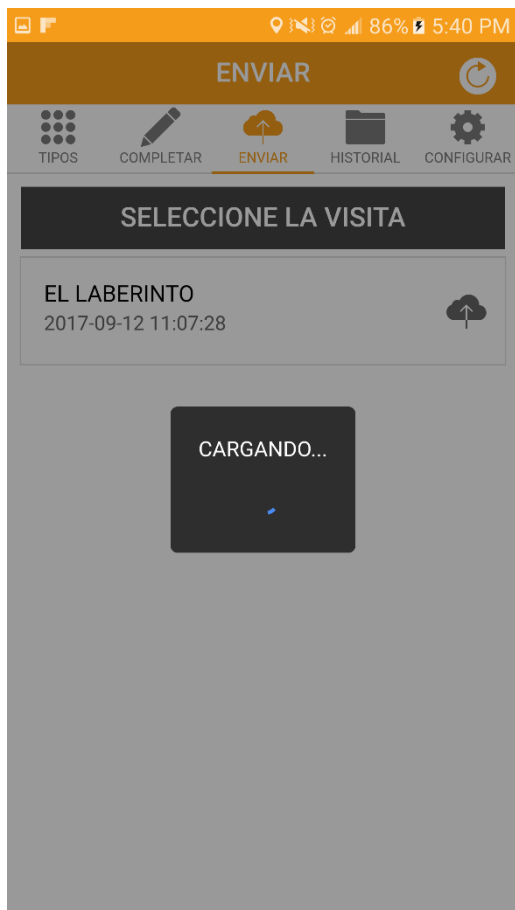 86% 5:40 PM
ENVIAR
TIPOS COMPLETAR ENVIAR HISTORIAL CONFIGURAR
SELECCIONE LA VISITA
EL LABERINTO
2017-09-12 11:07:28
CARGANDO...